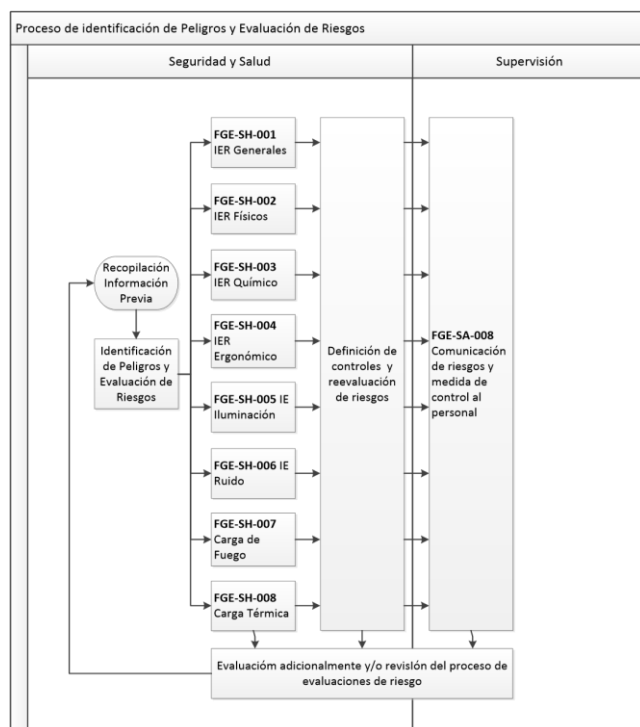 Proceso de identificación de Peligros y Evaluación de Riesgos
Seguridad y Salud
Supervisión
FGE-SH-001
IER Generales
FGE-SH-002
IER Físicos
FGE-SH-003
IER Químico
FGE-SH-004
IER
Ergonómico
FGE-SH-005 IE
Iluminación
FGE-SH-006 IE
Ruido
FGE-SH-007
Carga de
Fuego
FGE-SH-008
Carga Térmica
Recopilación
Información
Previa
Identificación
de Peligros y
Evaluación de
Riesgos
Definición de
controles y
reevaluación
de riesgos
FGE-SA-008
Comunicación
de riesgos y
medida de
control al
personal
Evaluacióm adicionalmente y/o revislón del proceso de
evaluaciones de riesgo